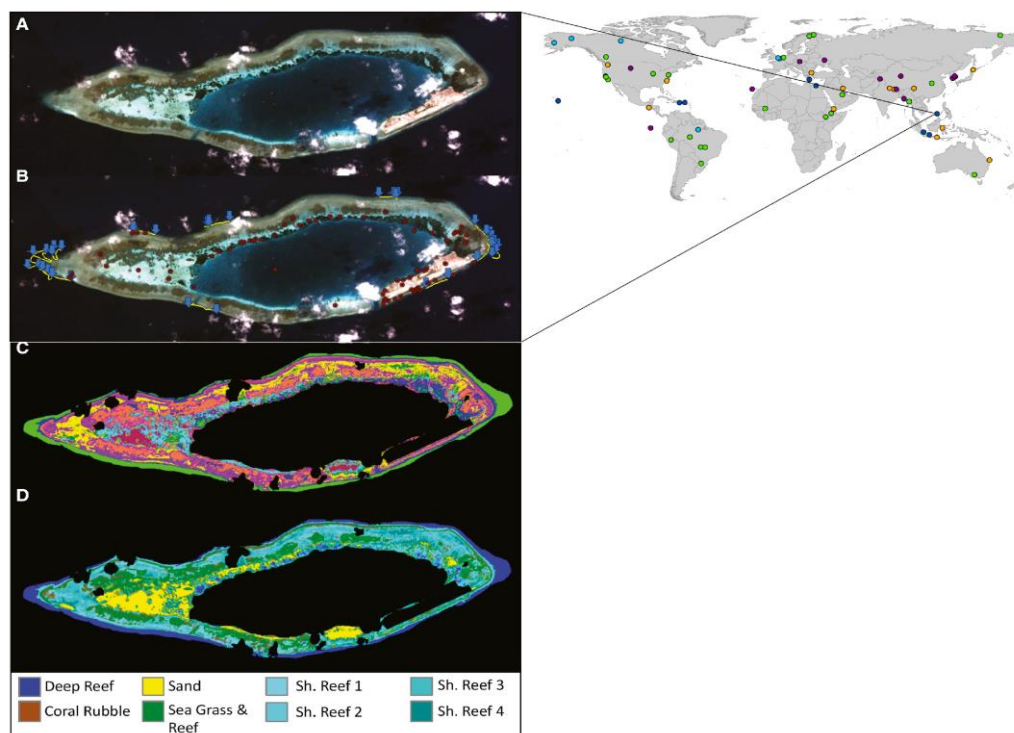 A
B
C
D
Deep Reef
Sand
Sh. Reef 1
Sh. Reef 3
Coral Rubble
Sea Grass &
Reef
Sh. Reef 2
Sh. Reef 4